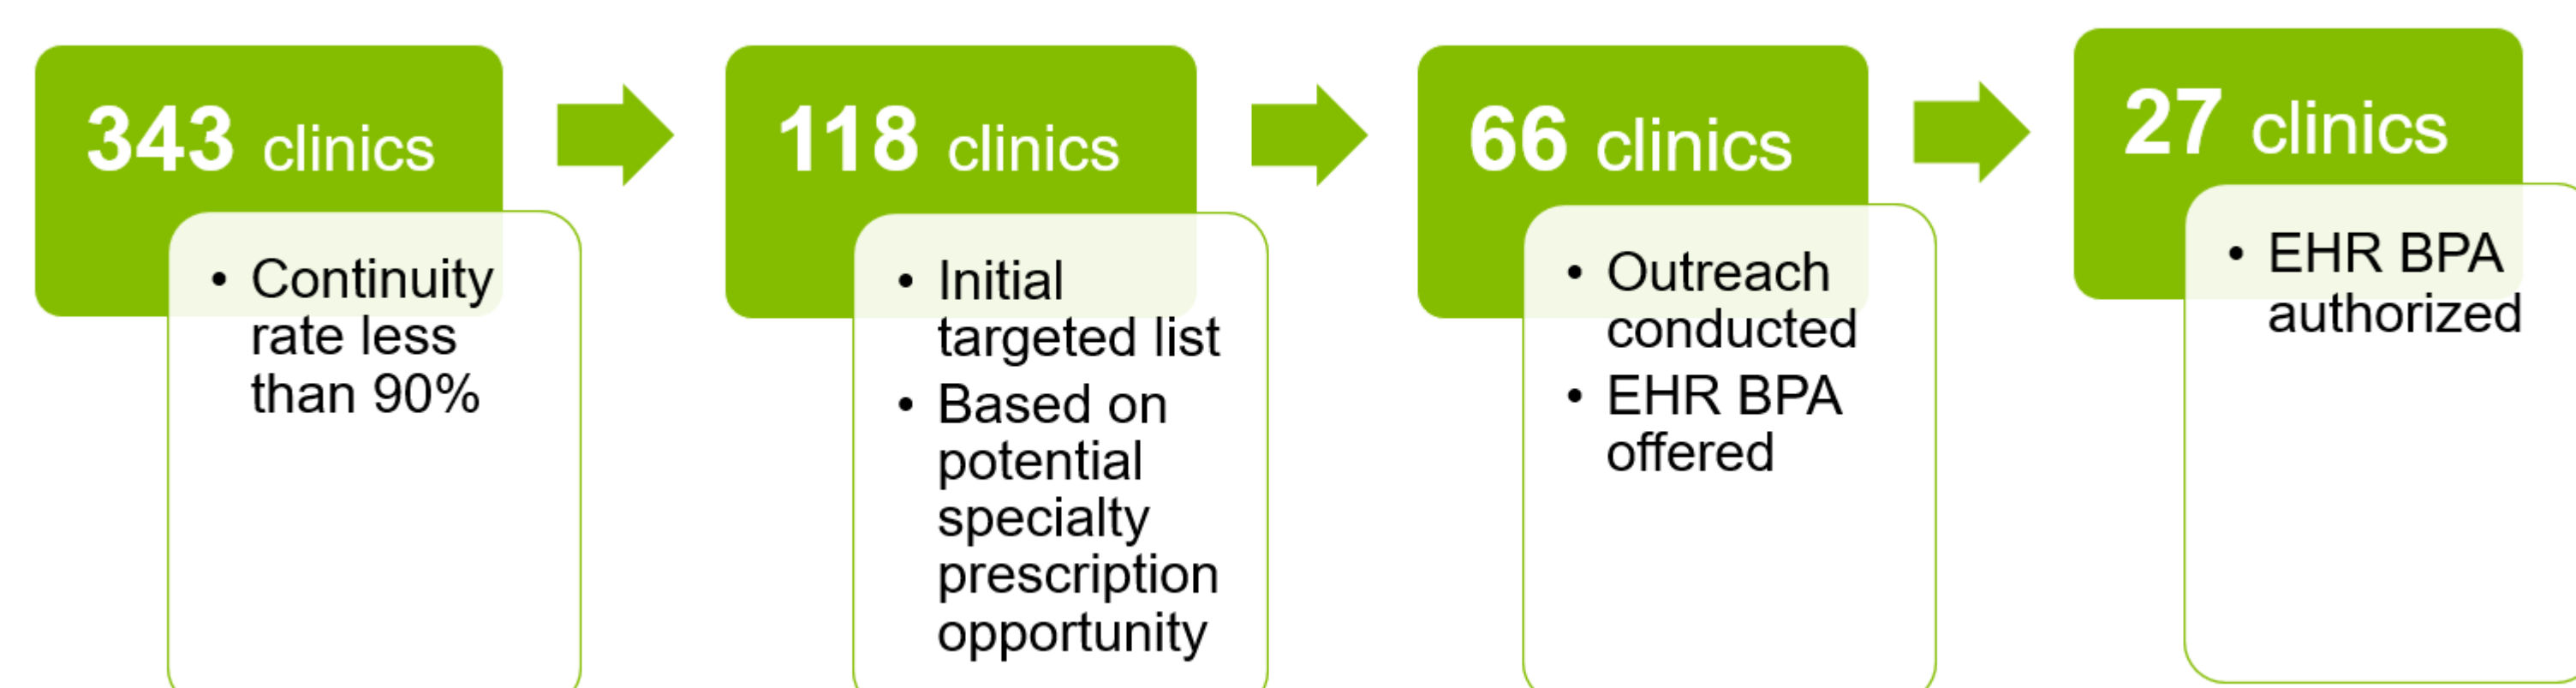 343 clinics
• Continuity
rate less
than 90%
118 clinics
• Initial
targeted list
• Based on
potential
specialty
prescription
opportunity
66 clinics
• Outreach
conducted
• EHR BPA
offered
27 clinics
• EHR BPA
authorized